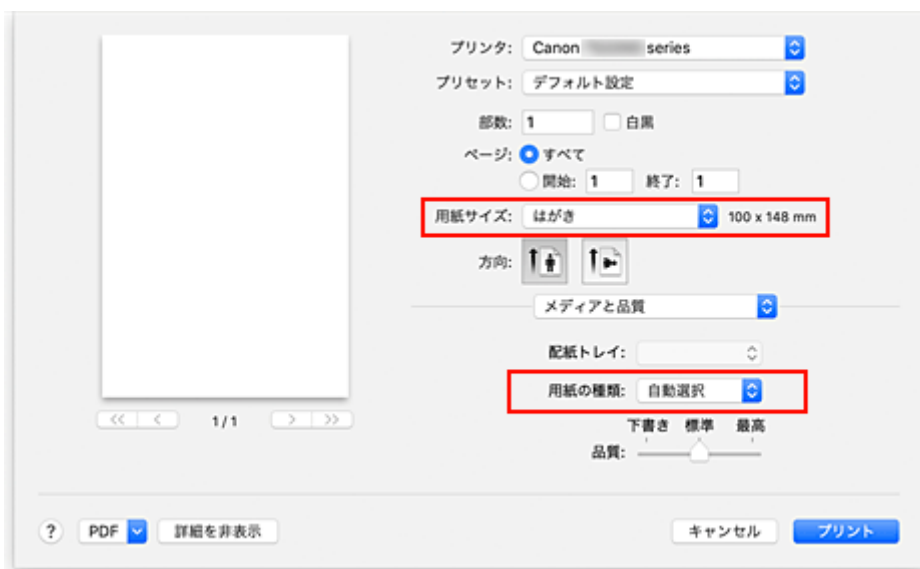 プリンタ: Canon series
プリセット: デフォルト設定
部数: 1 白黒
ページ: すべて
開始: 1 終了: 1
用紙サイズ: はがき 100 x 148 mm
方向:
メディアと品質
配紙トレイ:
用紙の種類: 自動選択
下書き 標準 最高
品質:
<< < 1 / 1 > >>
? PDF 詳細を非表示 キャンセル プリント